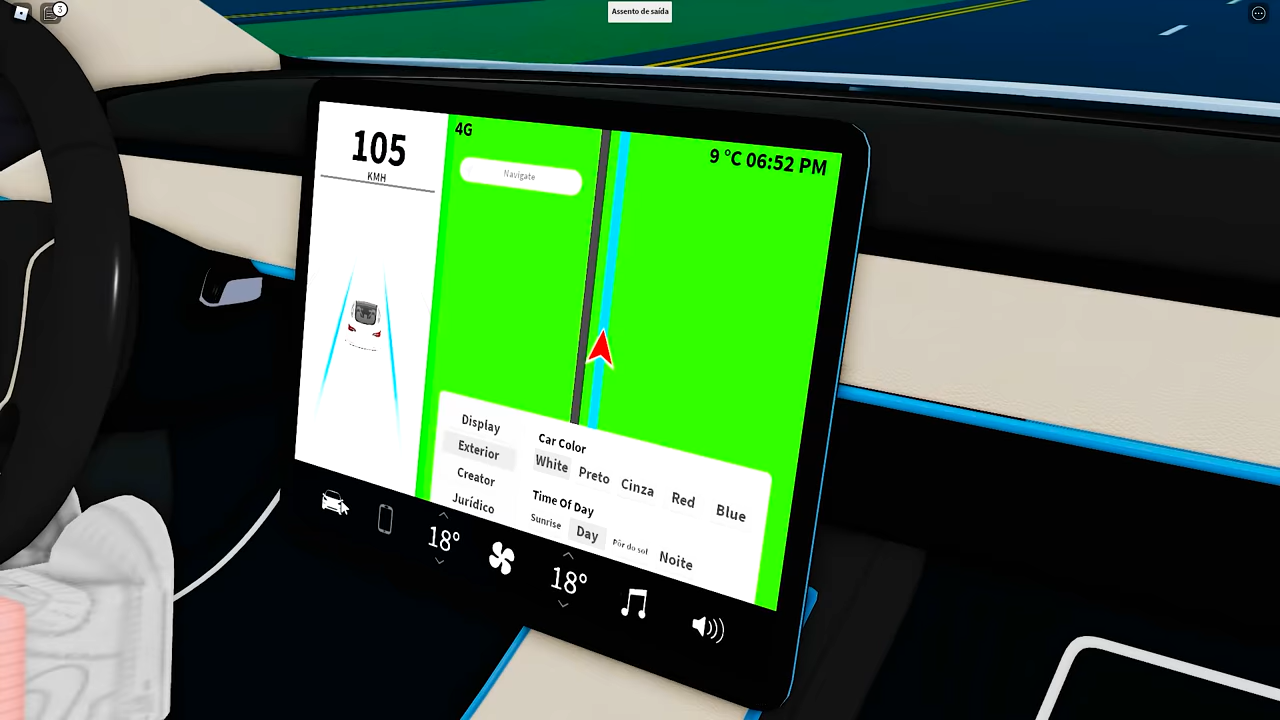 3
Assento de saída
105
KMH
4G
Navigate
9 °C 06:52 PM
Display
Exterior
Creator
Jurídico
Car Color
White Preto Cinza Red Blue
Time Of Day
Sunrise Day Pôr do sol Noite
18°
18°